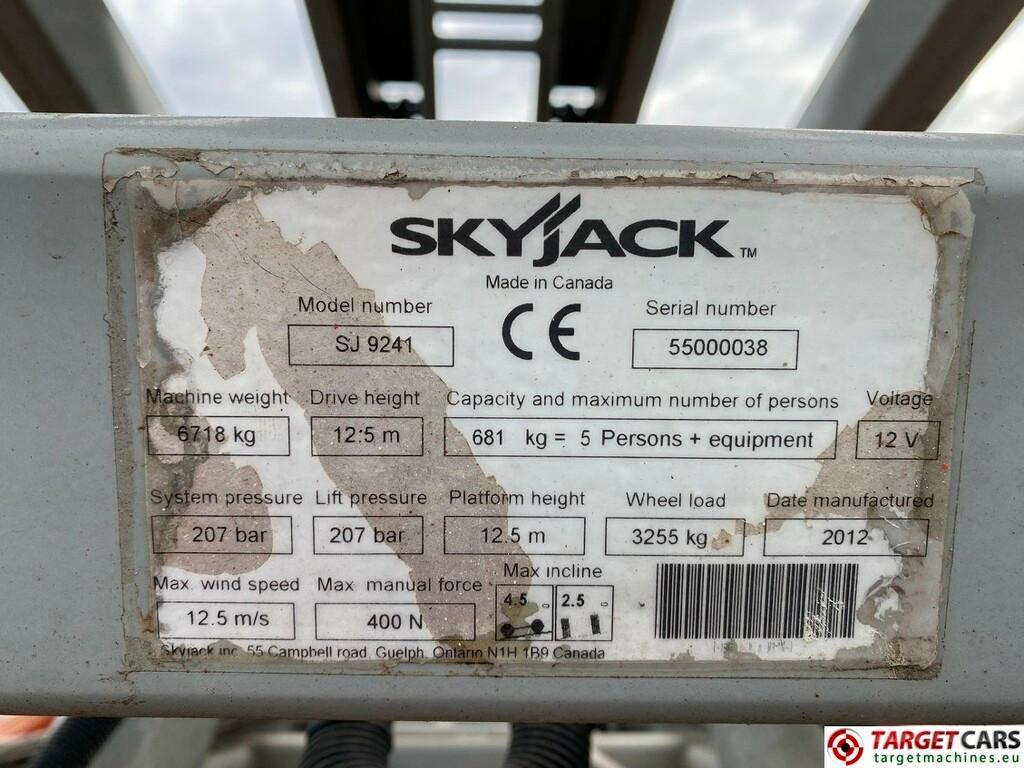 SKYJACK™
Made in Canada
Model number
SJ 9241
CE
Serial number
55000038
Machine weight
6718 kg
Drive height
12.5 m
Capacity and maximum number of persons
681 kg = 5 Persons + equipment
Voltage
12 V
System pressure
207 bar
Lift pressure
207 bar
Platform height
12.5 m
Wheel load
3255 kg
Date manufactured
2012
Max. wind speed
12.5 m/s
Max. manual force
400 N
Max incline
4.5
2.5
Skyjack inc. 55 Campbell road, Guelph, Ontario N1H 1B9 Canada
TARGETCARS
targetmachines.eu